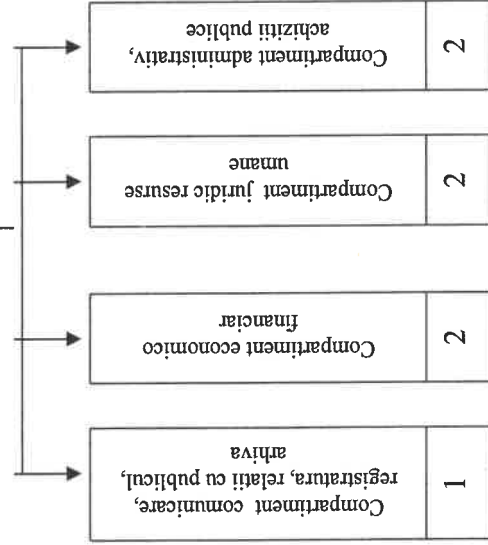 Compartiment comunicare,
registratura, relatii cu publicul,
arhiva
1
Compartiment economico
financiar
2
Compartiment juridic resurse
umane
2
Compartiment administrativ,
achizitii publice
2